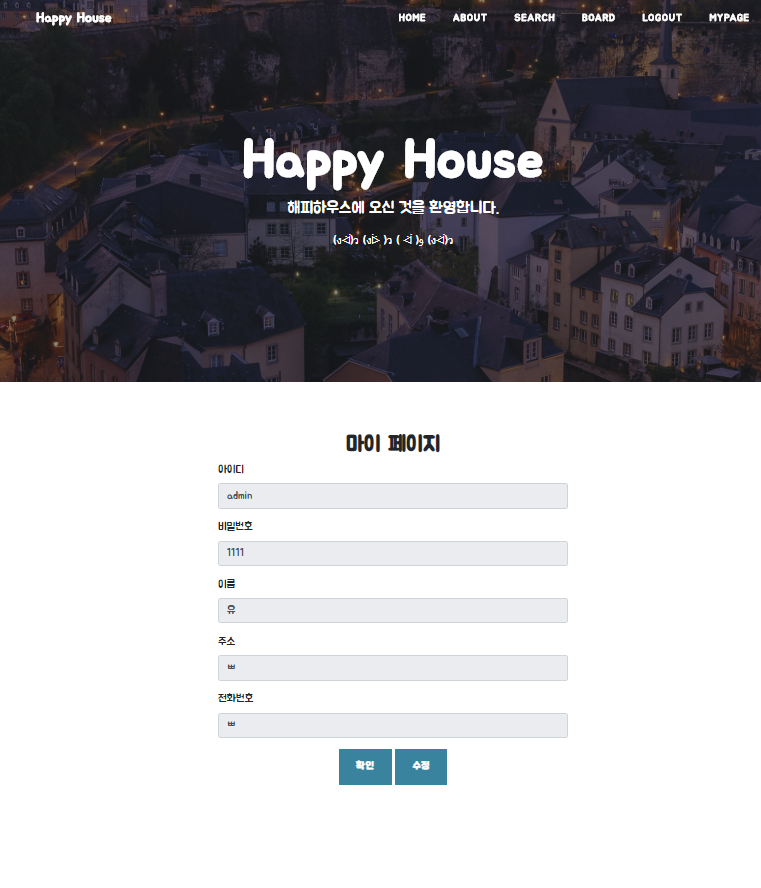 Happy House
HOME ABOUT SEARCH BOARD LOGOUT MYPAGE
Happy House
해피하우스에 오신 것을 환영합니다.
마이 페이지
아이디
admin
비밀번호
1111
이름
유
주소
ㅃ
전화번호
ㅃ
확인 수정